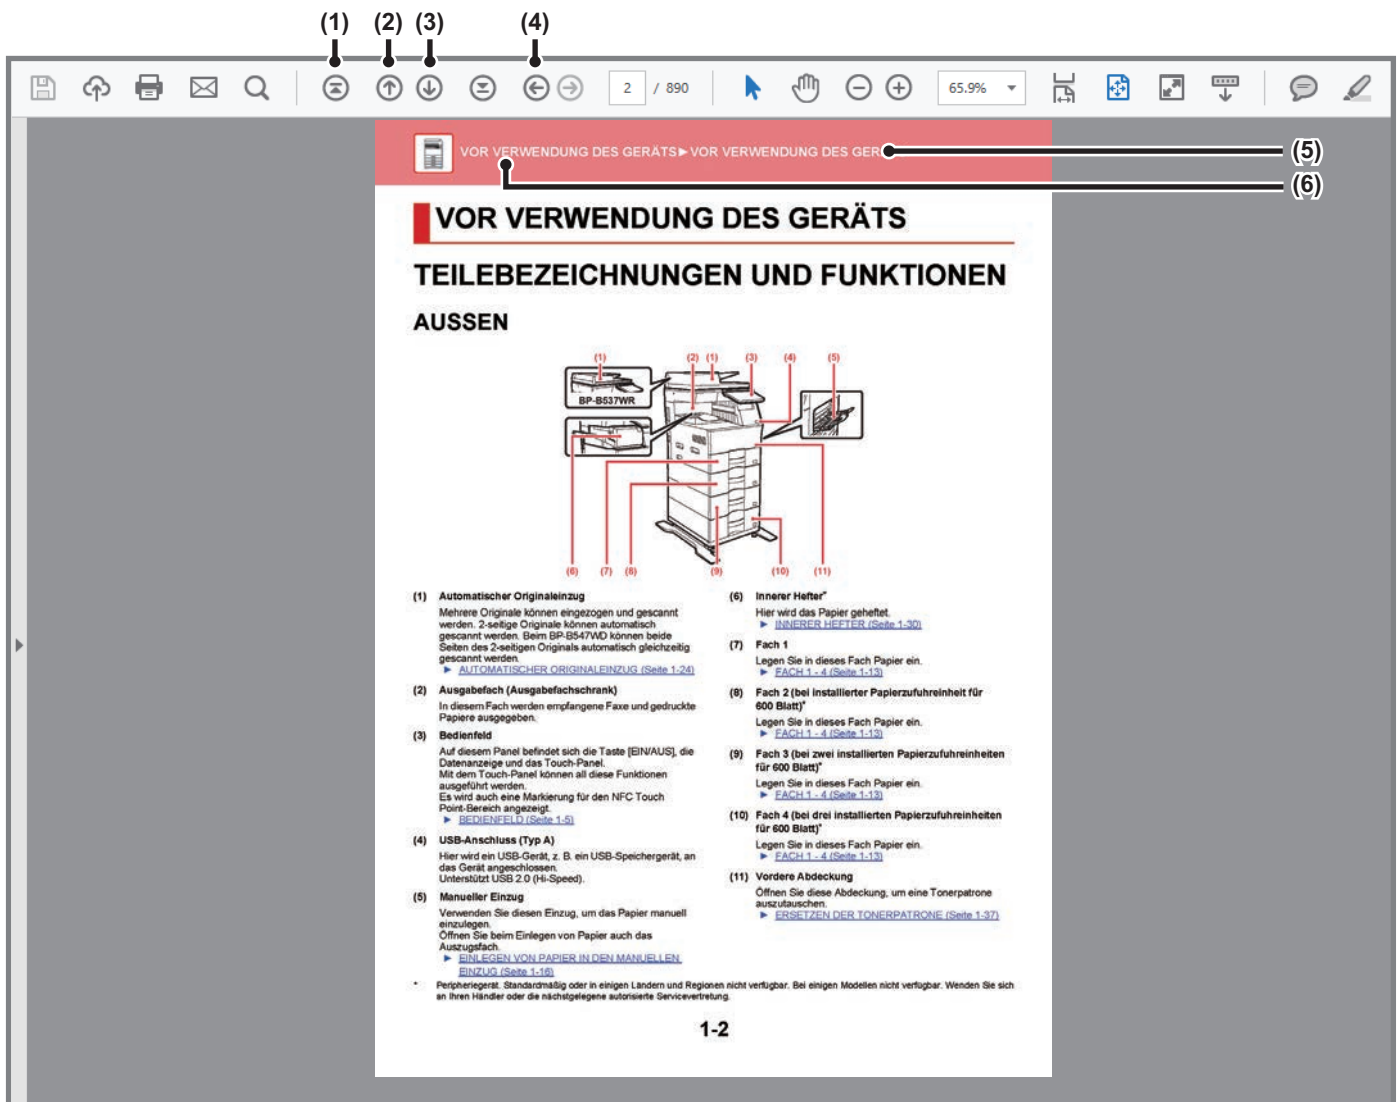 (1) (2) (3) (4)
2 / 890 65.9%
VOR VERWENDUNG DES GERÄTS►VOR VERWENDUNG DES GER
(5)
(6)
VOR VERWENDUNG DES GERÄTS
TEILEBEZEICHNUNGEN UND FUNKTIONEN
AUSSEN
(1) (2) (1) (3) (4) (5)
BP-B537WR
(6) (7) (8) (9) (10) (11)
(1) Automatischer Originaleinzug
Mehrere Originale können eingezogen und gescannt
werden. 2-seitige Originale können automatisch
gescannt werden. Beim BP-B547WD können beide
Seiten des 2-seitigen Originals automatisch gleichzeitig
gescannt werden.
► AUTOMATISCHER ORIGINALEINZUG (Seite 1-24)
(2) Ausgabefach (Ausgabefachschrank)
In diesem Fach werden empfangene Faxe und gedruckte
Papiere ausgegeben.
(3) Bedienfeld
Auf diesem Panel befindet sich die Taste [EIN/AUS], die
Datenanzeige und das Touch-Panel.
Mit dem Touch-Panel können all diese Funktionen
ausgeführt werden.
Es wird auch eine Markierung für den NFC Touch
Point-Bereich angezeigt.
► BEDIENFELD (Seite 1-5)
(4) USB-Anschluss (Typ A)
Hier wird ein USB-Gerät, z. B. ein USB-Speichergerät, an
das Gerät angeschlossen.
Unterstützt USB 2.0 (Hi-Speed).
(5) Manueller Einzug
Verwenden Sie diesen Einzug, um das Papier manuell
einzulegen.
Öffnen Sie beim Einlegen von Papier auch das
Auszugsfach.
► EINLEGEN VON PAPIER IN DEN MANUELLEN
EINZUG (Seite 1-16)
(6) Innerer Hefter*
Hier wird das Papier geheftet.
► INNERER HEFTER (Seite 1-30)
(7) Fach 1
Legen Sie in dieses Fach Papier ein.
► FACH 1 - 4 (Seite 1-13)
(8) Fach 2 (bei installierter Papierzufuhreinheit für
600 Blatt)*
Legen Sie in dieses Fach Papier ein.
► FACH 1 - 4 (Seite 1-13)
(9) Fach 3 (bei zwei installierten Papierzufuhreinheiten
für 600 Blatt)*
Legen Sie in dieses Fach Papier ein.
► FACH 1 - 4 (Seite 1-13)
(10) Fach 4 (bei drei installierten Papierzufuhreinheiten
für 600 Blatt)*
Legen Sie in dieses Fach Papier ein.
► FACH 1 - 4 (Seite 1-13)
(11) Vordere Abdeckung
Öffnen Sie diese Abdeckung, um eine Tonerpatrone
auszutauschen.
► ERSETZEN DER TONERPATRONE (Seite 1-37)
* Peripheriegerät. Standardmäßig oder in einigen Ländern und Regionen nicht verfügbar. Bei einigen Modellen nicht verfügbar. Wenden Sie sich
an Ihren Händler oder die nächstgelegene autorisierte Servicevertretung.
1-2